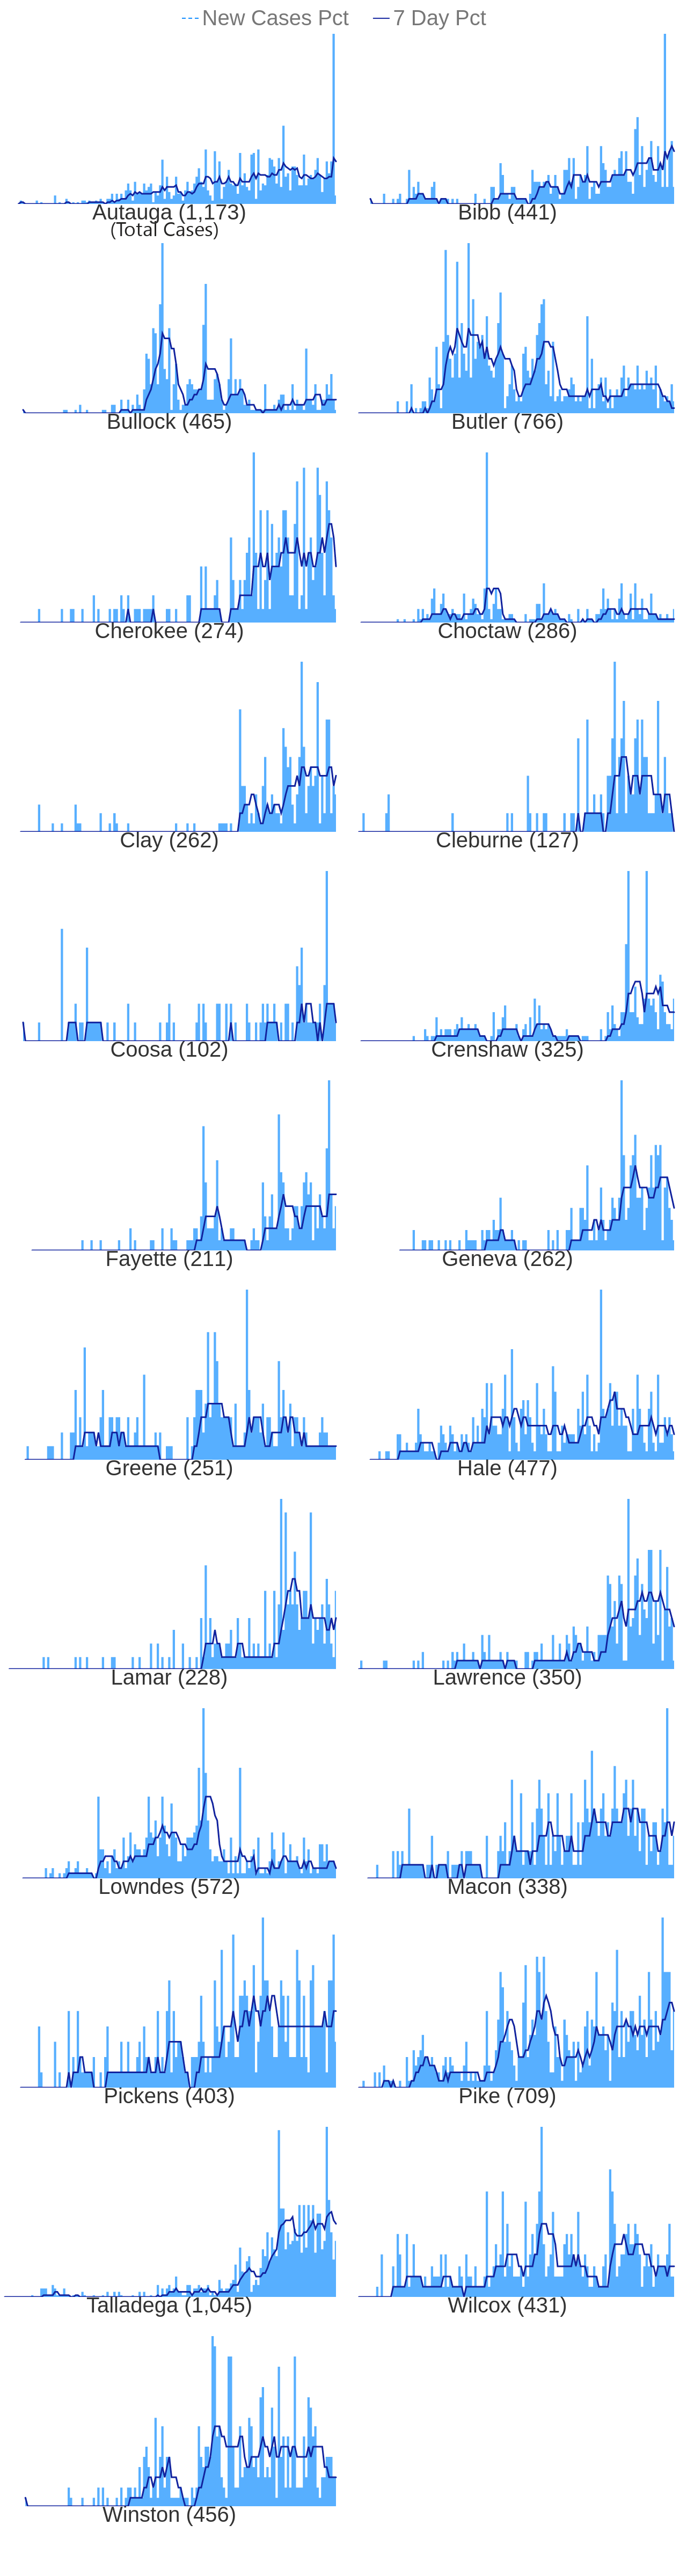 New Cases Pct 7 Day Pct
Autauga (1,173) Bibb (441)
(Total Cases)
Bullock (465) Butler (766)
Cherokee (274) Choctaw (286)
Clay (262) Cleburne (127)
Coosa (102) Crenshaw (325)
Fayette (211) Geneva (262)
Greene (251) Hale (477)
Lamar (228) Lawrence (350)
Lowndes (572) Macon (338)
Pickens (403) Pike (709)
Talladega (1,045) Wilcox (431)
Winston (456)